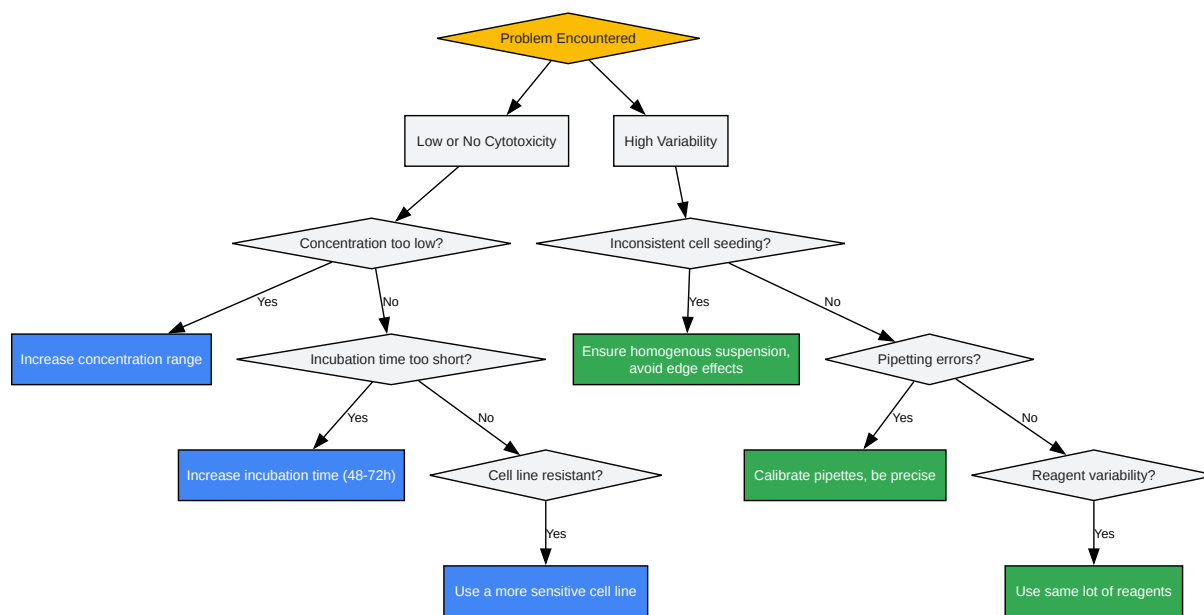 Problem Encountered
Low or No Cytotoxicity
High Variability
Concentration too low?
Inconsistent cell seeding?
Yes
No
Yes
No
Increase concentration range
Incubation time too short?
Ensure homogenous suspension,
avoid edge effects
Pipetting errors?
Yes
No
Yes
No
Increase incubation time (48-72h)
Cell line resistant?
Calibrate pipettes, be precise
Reagent variability?
Yes
Yes
Use a more sensitive cell line
Use same lot of reagents